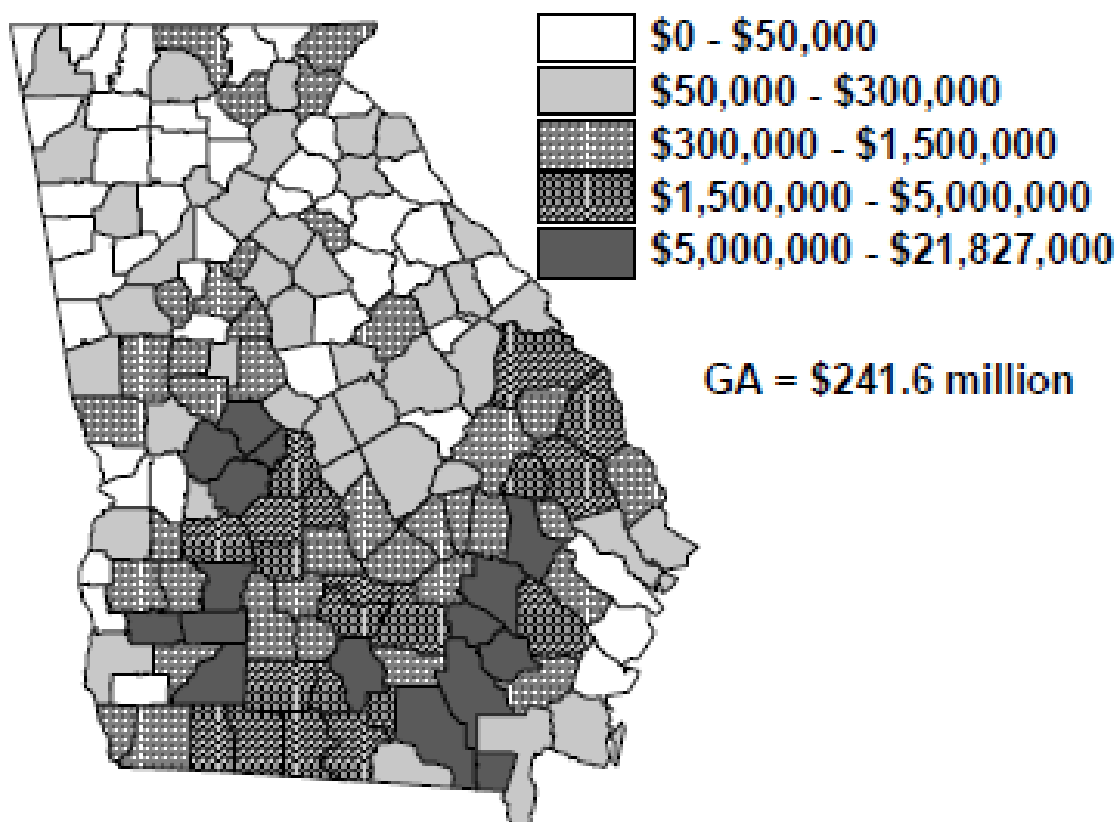 $0 - $50,000
$50,000 - $300,000
$300,000 - $1,500,000
$1,500,000 - $5,000,000
$5,000,000 - $21,827,000
GA = $241.6 million